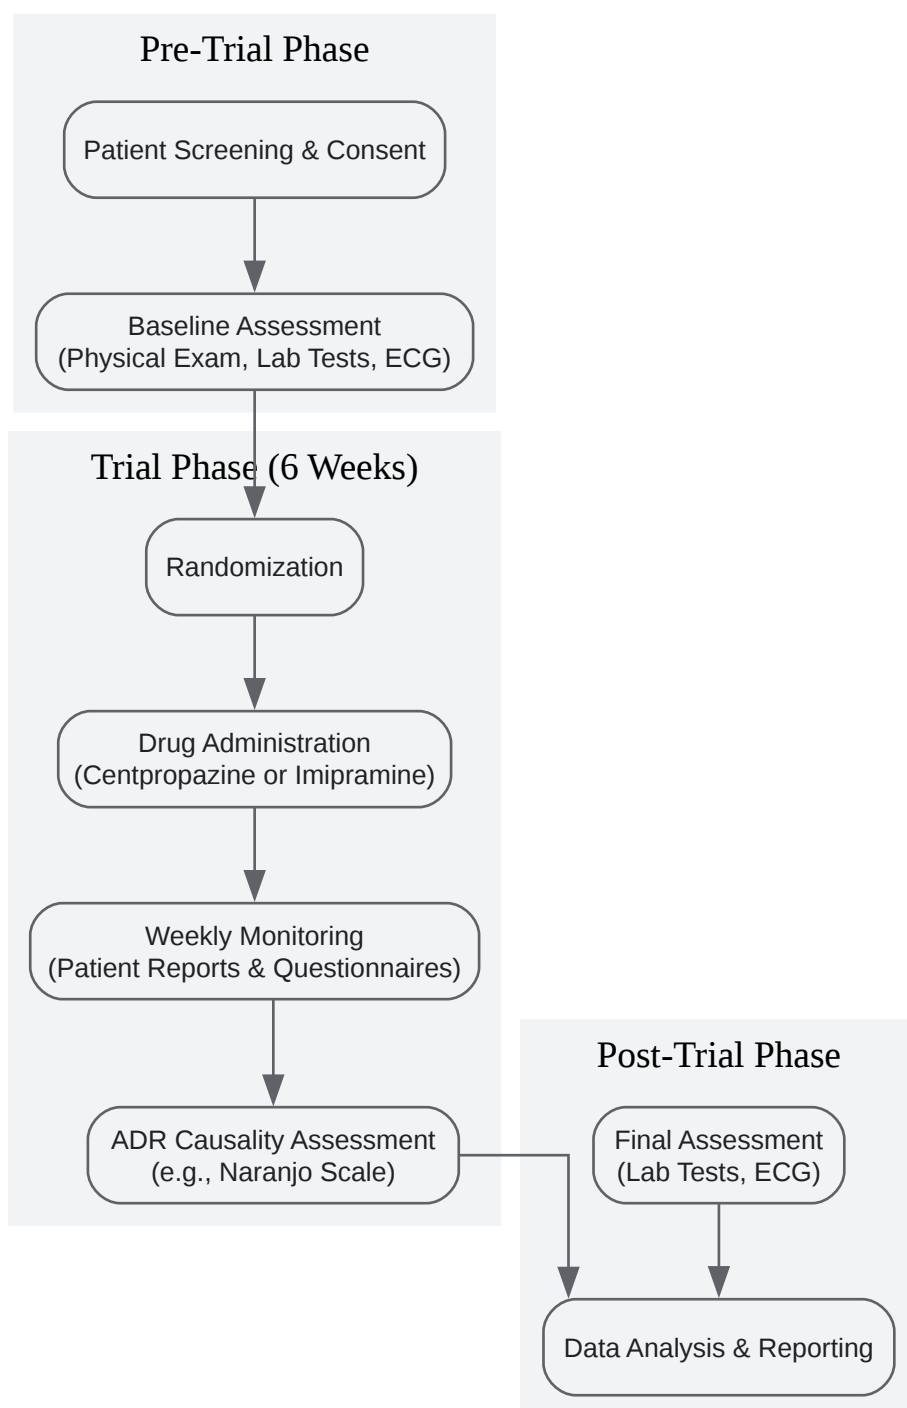 Pre-Trial Phase
Patient Screening & Consent
Baseline Assessment
(Physical Exam, Lab Tests, ECG)
Trial Phase (6 Weeks)
Randomization
Drug Administration
(Centpropazine or Imipramine)
Weekly Monitoring
(Patient Reports & Questionnaires)
ADR Causality Assessment
(e.g., Naranjo Scale)
Post-Trial Phase
Final Assessment
(Lab Tests, ECG)
Data Analysis & Reporting